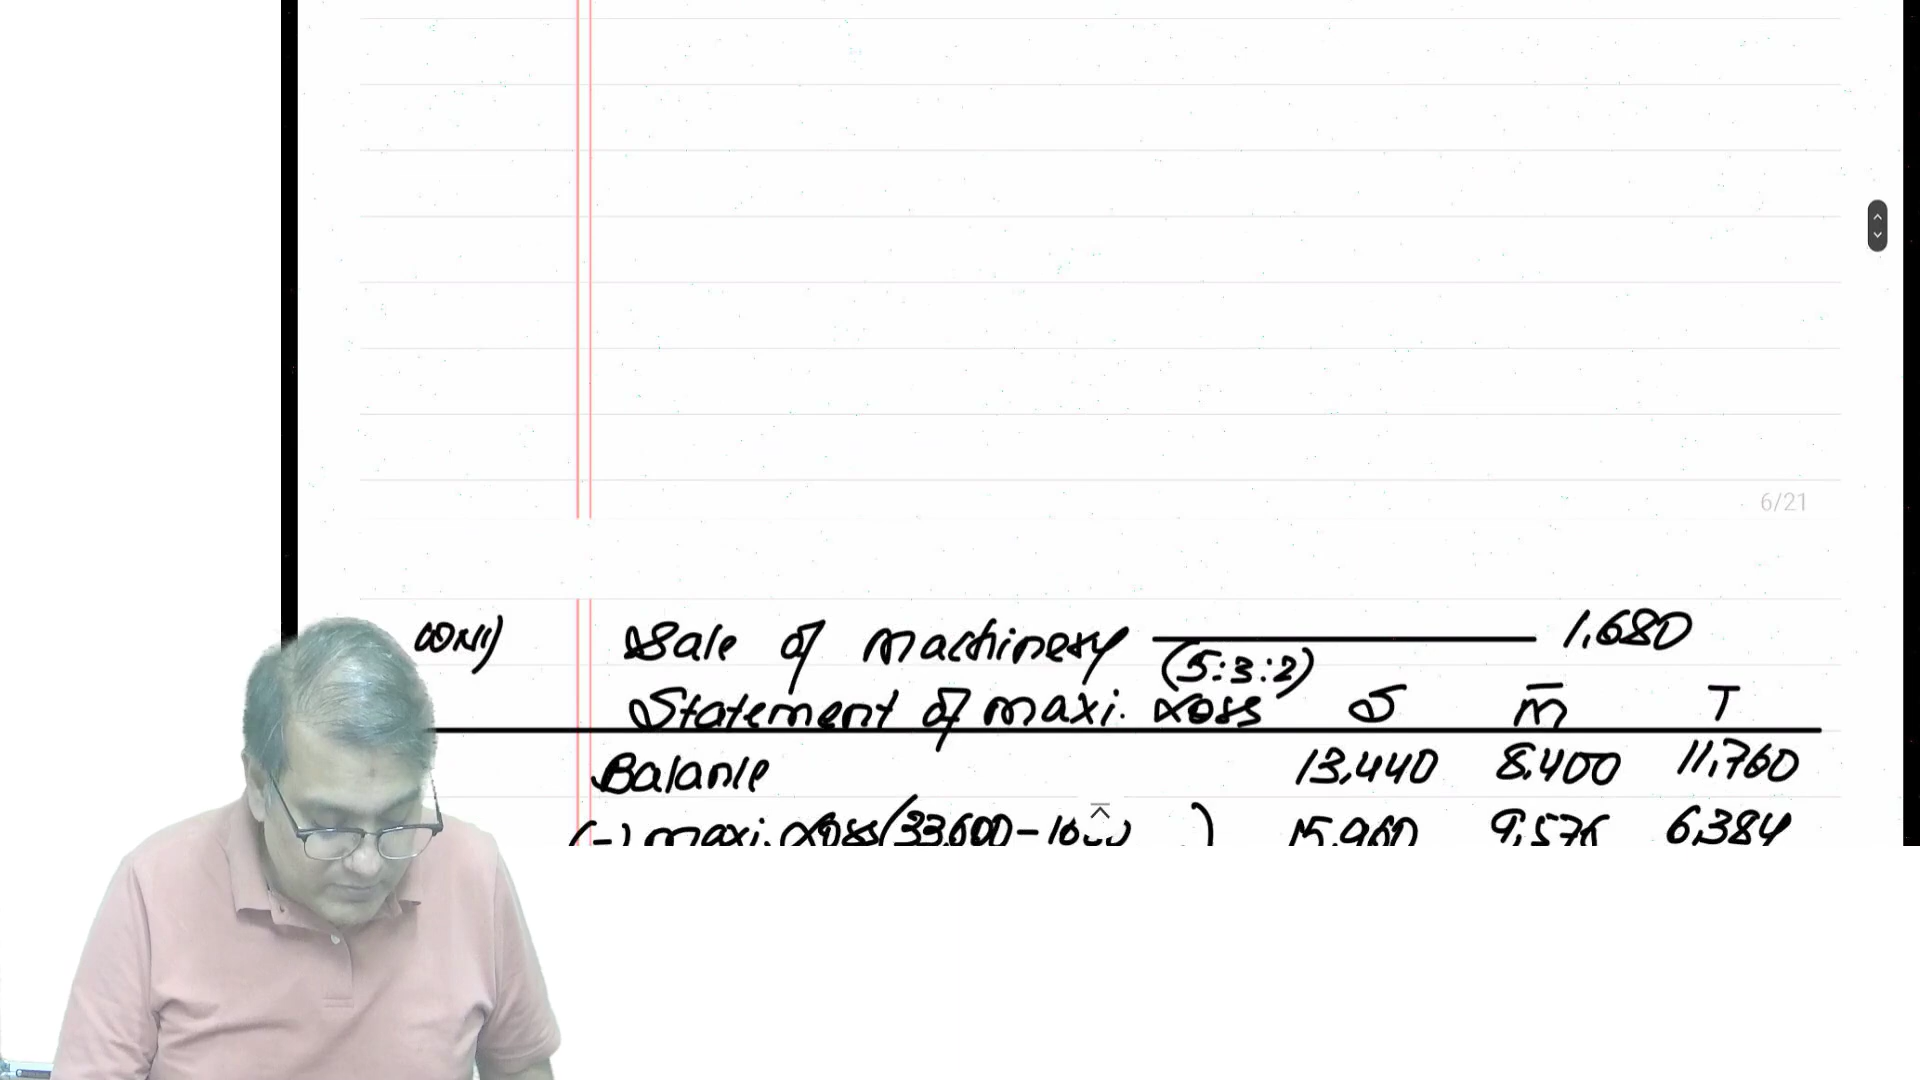 6/21
Sale of machinery 1,680
(5:3:2)
Statement of maxi. Loss S M T
Balance 13,440 8,400 11,760
(-) maxi. Loss (33,600 - ) 15,960 9,576 6,384